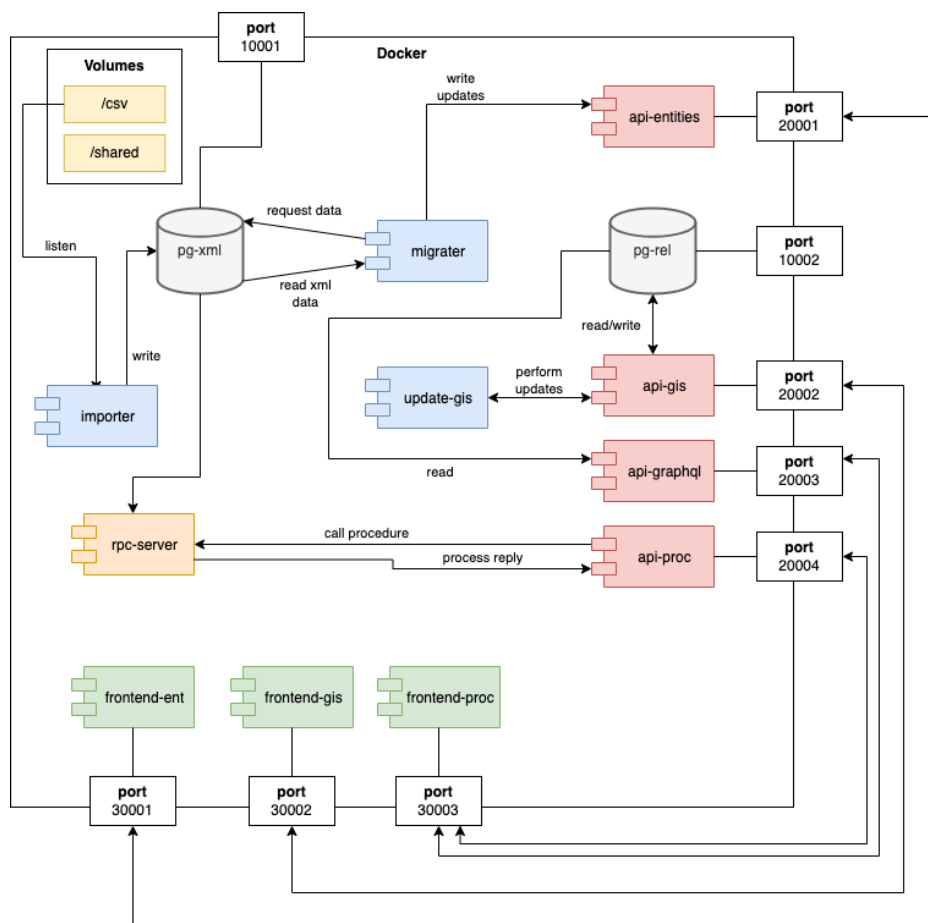 port
10001
Docker
Volumes
/csv
/shared
write
updates
api-entities
port
20001
request data
pg-xml
migrater
pg-rel
port
10002
listen
read xml
data
read/write
write
importer
perform
updates
update-gis
api-gis
port
20002
read
api-graphql
port
20003
rpc-server
call procedure
process reply
api-proc
port
20004
frontend-ent
frontend-gis
frontend-proc
port
30001
port
30002
port
30003